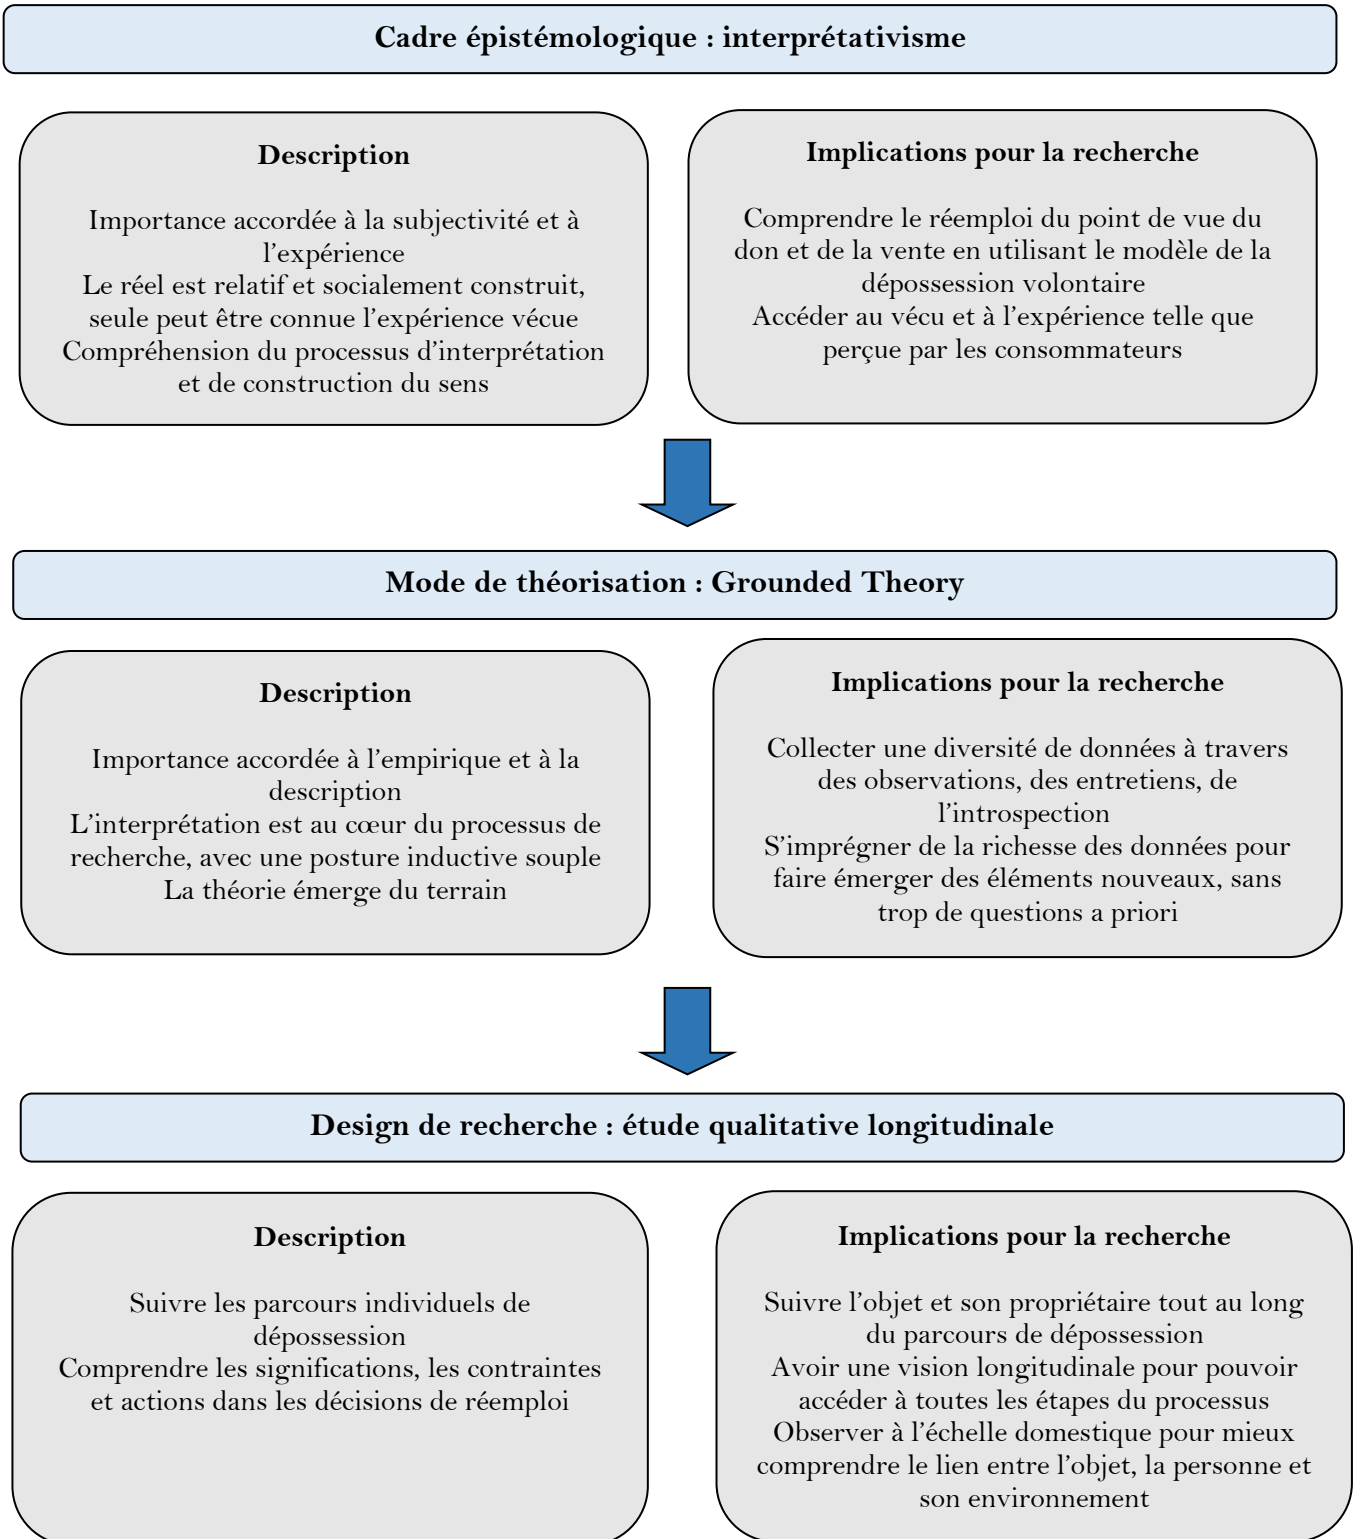 Cadre épistémologique : interprétativisme
Description
Importance accordée à la subjectivité et à
l’expérience
Le réel est relatif et socialement construit,
seule peut être connue l’expérience vécue
Compréhension du processus d’interprétation
et de construction du sens
Implications pour la recherche
Comprendre le réemploi du point de vue du
don et de la vente en utilisant le modèle de la
dépossession volontaire
Accéder au vécu et à l’expérience telle que
perçue par les consommateurs
Mode de théorisation : Grounded Theory
Description
Importance accordée à l’empirique et à la
description
L’interprétation est au cœur du processus de
recherche, avec une posture inductive souple
La théorie émerge du terrain
Implications pour la recherche
Collecter une diversité de données à travers
des observations, des entretiens, de
l’introspection
S’imprégner de la richesse des données pour
faire émerger des éléments nouveaux, sans
trop de questions a priori
Design de recherche : étude qualitative longitudinale
Description
Suivre les parcours individuels de
dépossession
Comprendre les significations, les contraintes
et actions dans les décisions de réemploi
Implications pour la recherche
Suivre l’objet et son propriétaire tout au long
du parcours de dépossession
Avoir une vision longitudinale pour pouvoir
accéder à toutes les étapes du processus
Observer à l’échelle domestique pour mieux
comprendre le lien entre l’objet, la personne et
son environnement